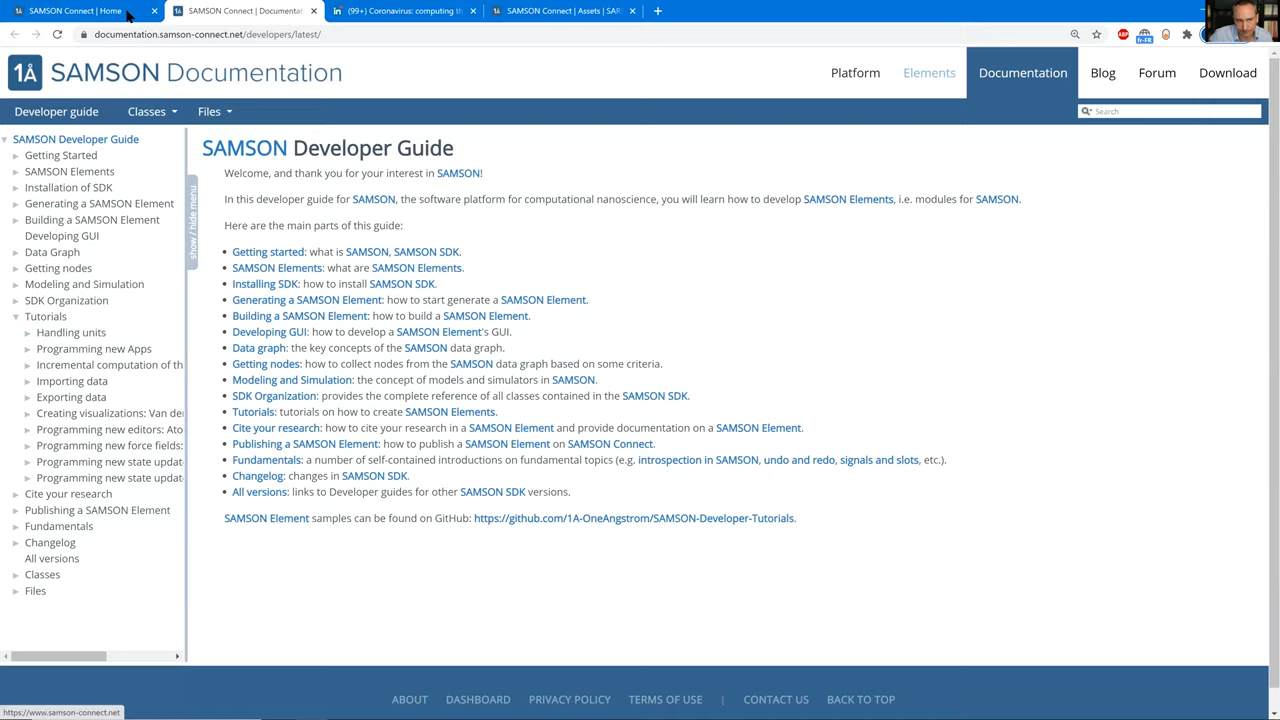 SAMSON Connect | Home
SAMSON Connect | Documentat
(99+) Coronavirus: computing th
SAMSON Connect | Assets | SAR
documentation.samson-connect.net/developers/latest/
ABP
fr-FR
1Å SAMSON Documentation
Platform
Elements
Documentation
Blog
Forum
Download
Developer guide
Classes
Files
Search
SAMSON Developer Guide
Getting Started
SAMSON Elements
Installation of SDK
Generating a SAMSON Element
Building a SAMSON Element
Developing GUI
Data Graph
Getting nodes
Modeling and Simulation
SDK Organization
Tutorials
Handling units
Programming new Apps
Incremental computation of th
Importing data
Exporting data
Creating visualizations: Van der
Programming new editors: Ato
Programming new force fields:
Programming new state updat
Programming new state updat
Cite your research
Publishing a SAMSON Element
Fundamentals
Changelog
All versions
Classes
Files
show / hide menu
SAMSON Developer Guide
Welcome, and thank you for your interest in SAMSON!
In this developer guide for SAMSON, the software platform for computational nanoscience, you will learn how to develop SAMSON Elements, i.e. modules for SAMSON.
Here are the main parts of this guide:
• Getting started: what is SAMSON, SAMSON SDK.
• SAMSON Elements: what are SAMSON Elements.
• Installing SDK: how to install SAMSON SDK.
• Generating a SAMSON Element: how to start generate a SAMSON Element.
• Building a SAMSON Element: how to build a SAMSON Element.
• Developing GUI: how to develop a SAMSON Element's GUI.
• Data graph: the key concepts of the SAMSON data graph.
• Getting nodes: how to collect nodes from the SAMSON data graph based on some criteria.
• Modeling and Simulation: the concept of models and simulators in SAMSON.
• SDK Organization: provides the complete reference of all classes contained in the SAMSON SDK.
• Tutorials: tutorials on how to create SAMSON Elements.
• Cite your research: how to cite your research in a SAMSON Element and provide documentation on a SAMSON Element.
• Publishing a SAMSON Element: how to publish a SAMSON Element on SAMSON Connect.
• Fundamentals: a number of self-contained introductions on fundamental topics (e.g. introspection in SAMSON, undo and redo, signals and slots, etc.).
• Changelog: changes in SAMSON SDK.
• All versions: links to Developer guides for other SAMSON SDK versions.
SAMSON Element samples can be found on GitHub: https://github.com/1A-OneAngstrom/SAMSON-Developer-Tutorials.
ABOUT
DASHBOARD
PRIVACY POLICY
TERMS OF USE
|
CONTACT US
BACK TO TOP
https://www.samson-connect.net